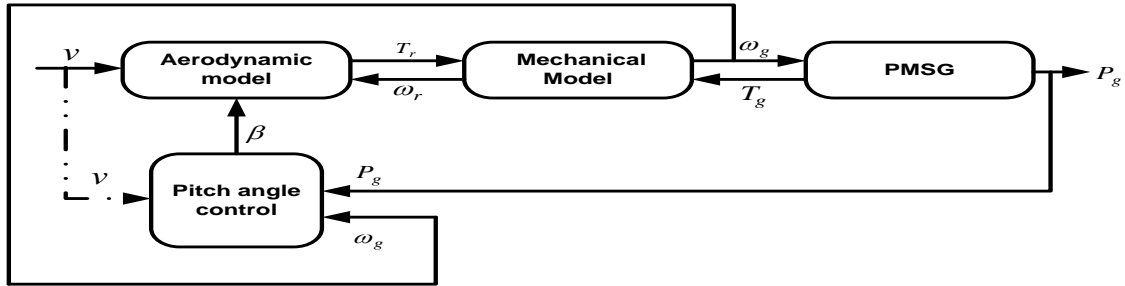 v
Aerodynamic
model
T_r
ω_r
Mechanical
Model
ω_g
T_g
PMSG
P_g
β
v
Pitch angle
control
P_g
ω_g